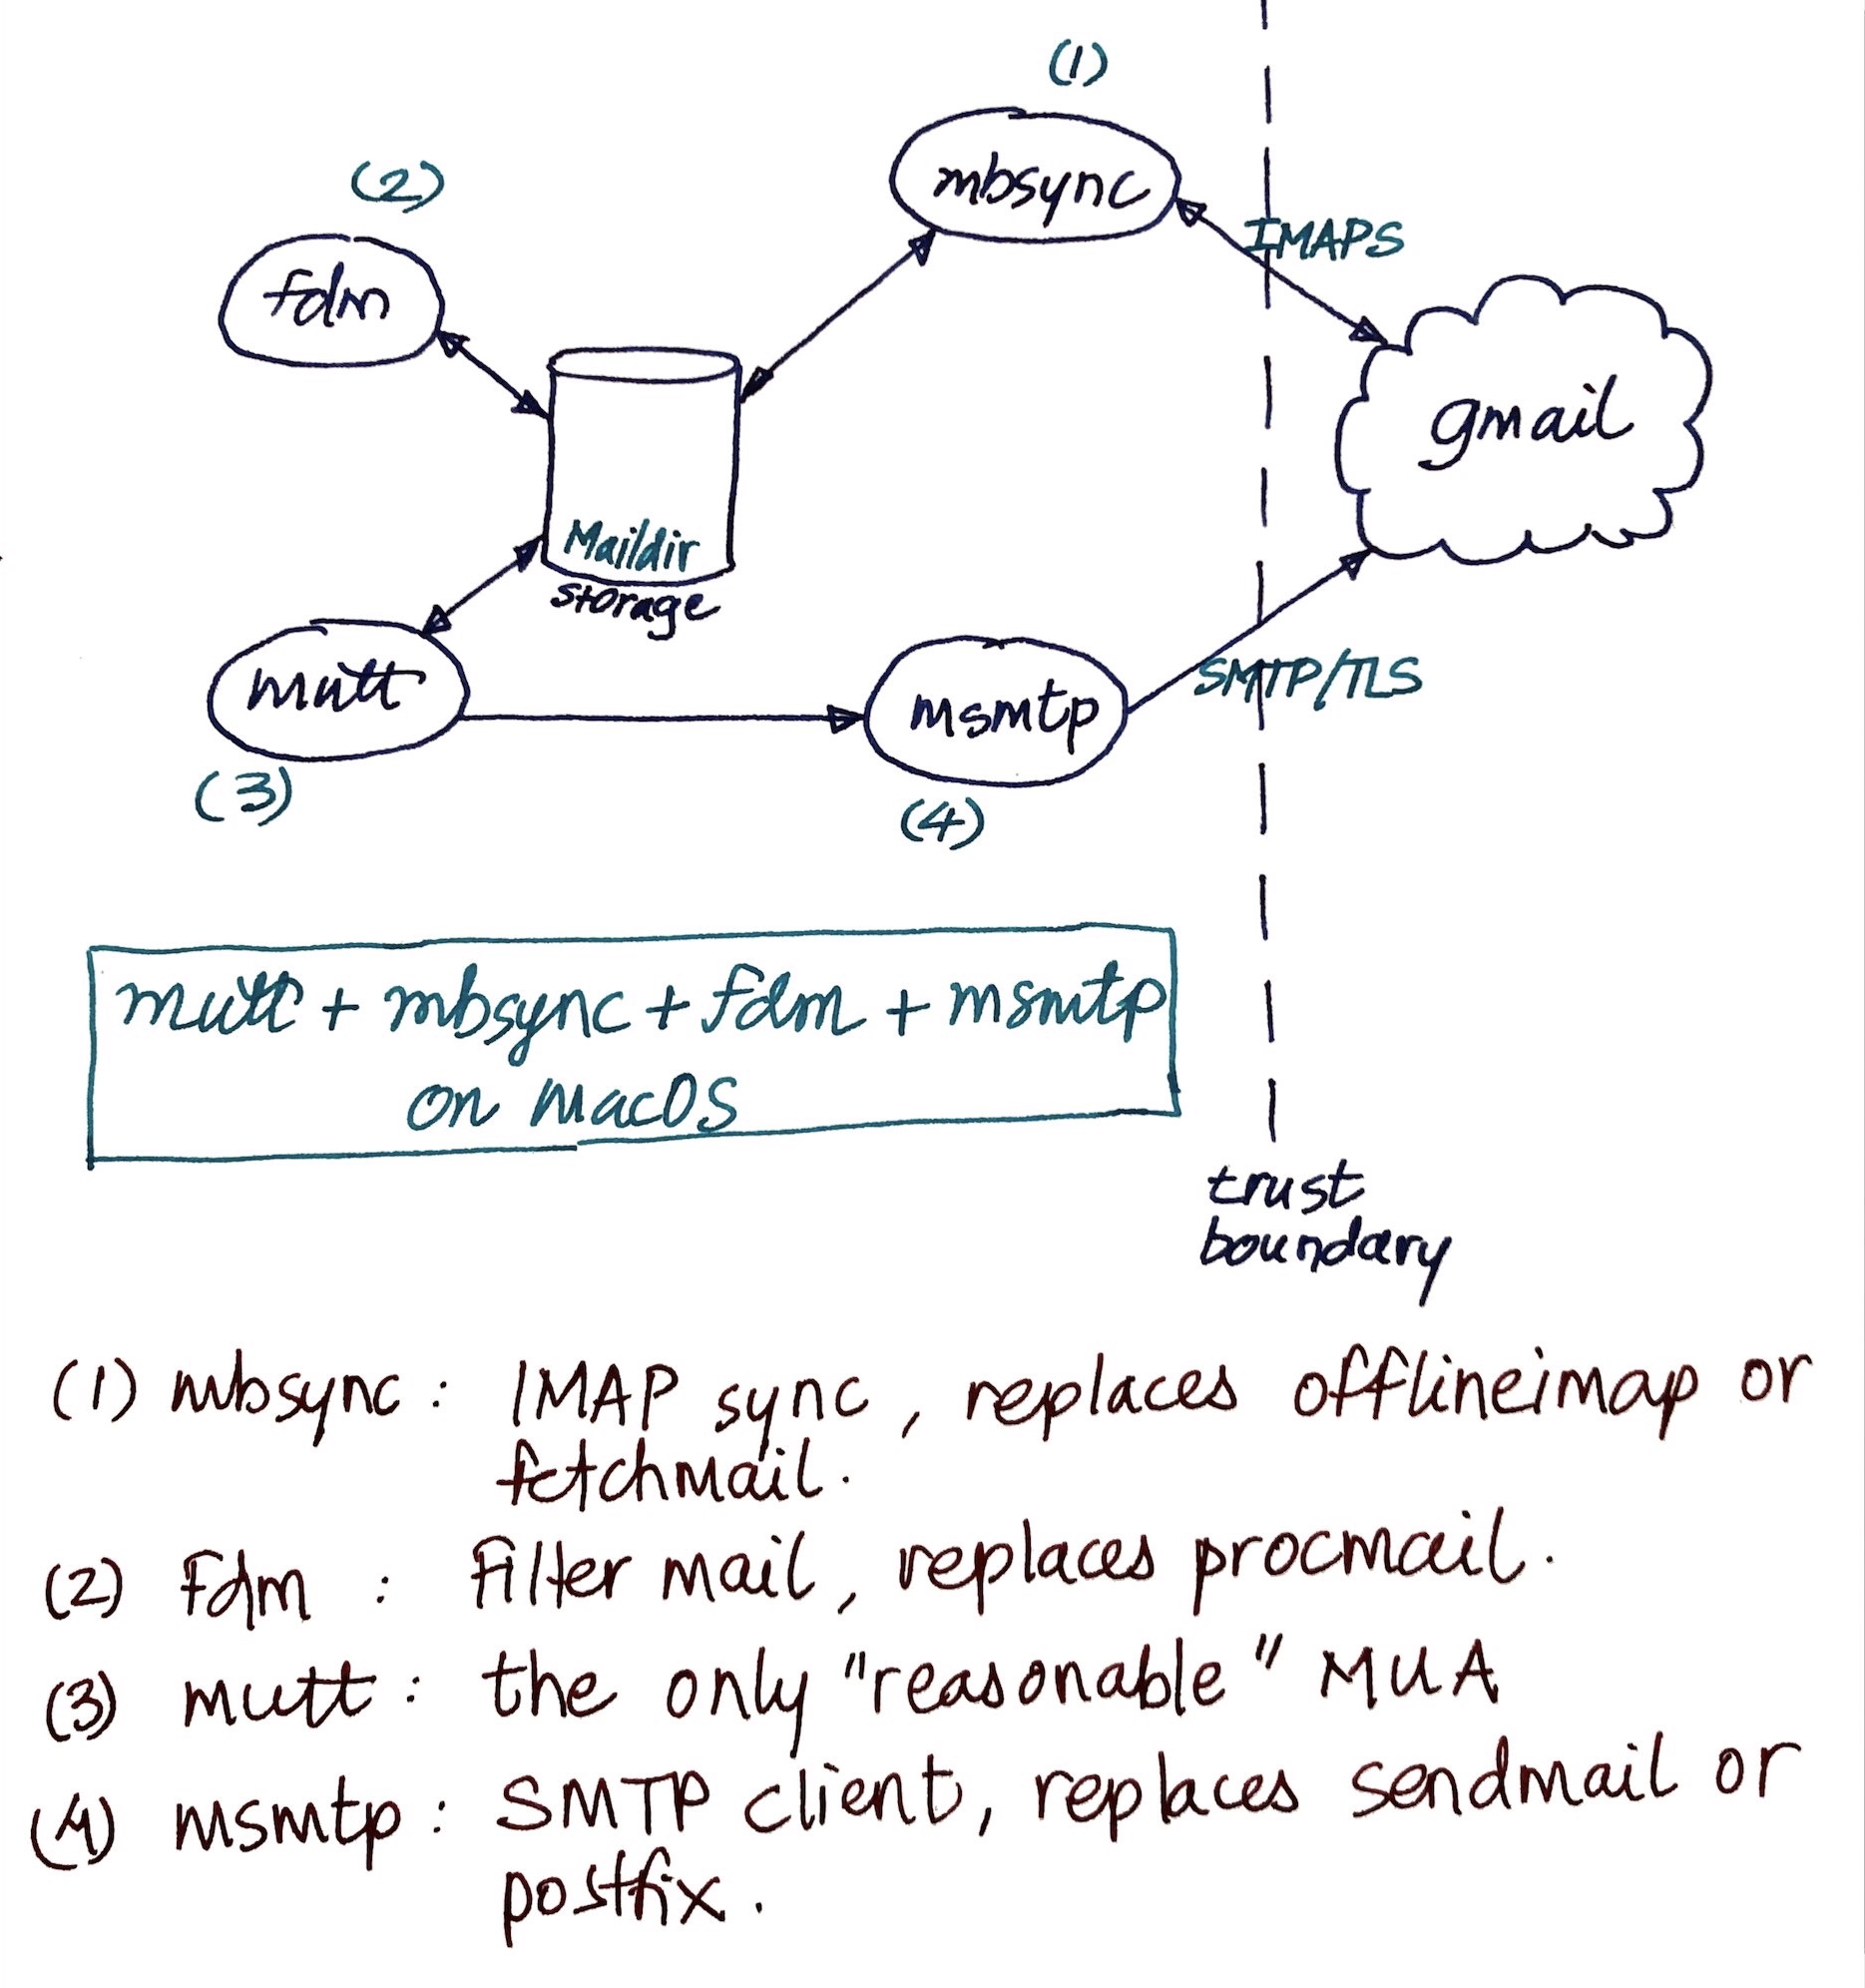 (1)
mbsync
(2)
fdm
IMAPS
gmail
Maildir
storage
mutt
msmtp
SMTP/TLS
(3)
(4)
mutt + mbsync + fdm + msmtp
on MacOS
trust
boundary
(1) mbsync : IMAP sync, replaces offlineimap or
fetchmail.
(2) Fdm : Filter mail, replaces procmail.
(3) mutt : the only "reasonable" MUA
(4) msmtp : SMTP client, replaces sendmail or
postfix.